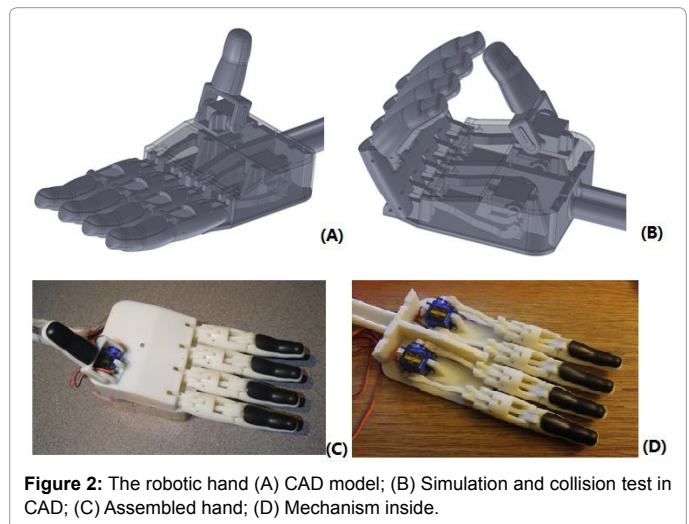 (A)
(B)
(C)
(D)
Figure 2: The robotic hand (A) CAD model; (B) Simulation and collision test in
CAD; (C) Assembled hand; (D) Mechanism inside.